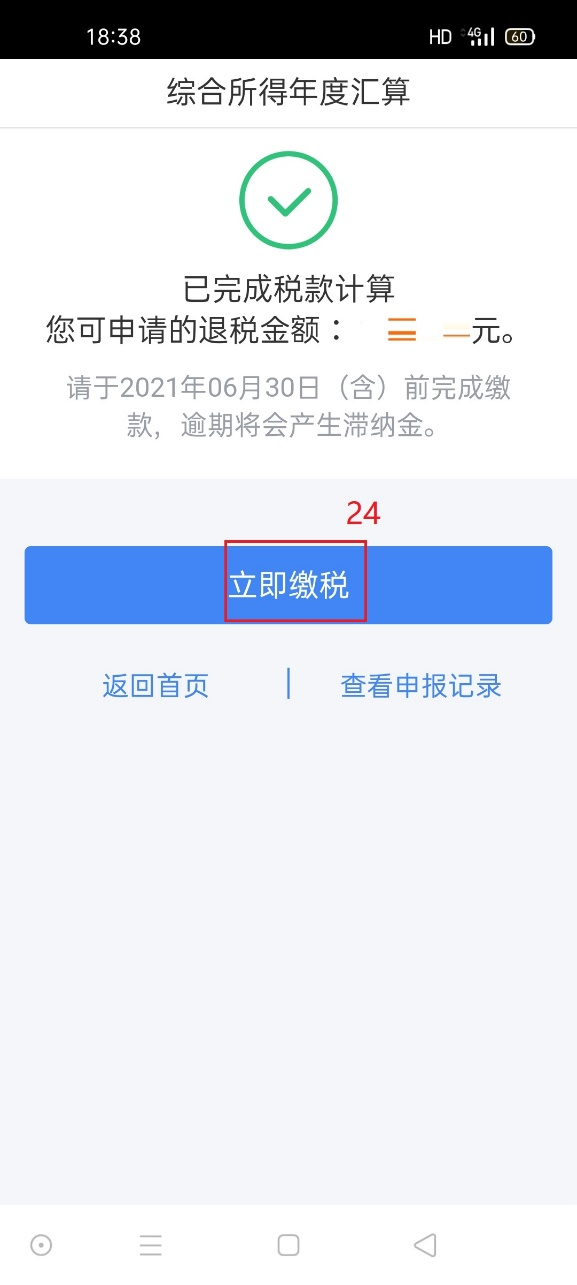 18:38
HD 4G 60
综合所得年度汇算
已完成税款计算
您可申请的退税金额： 元。
请于2021年06月30日（含）前完成缴
款，逾期将会产生滞纳金。
24
立即缴税
返回首页 | 查看申报记录